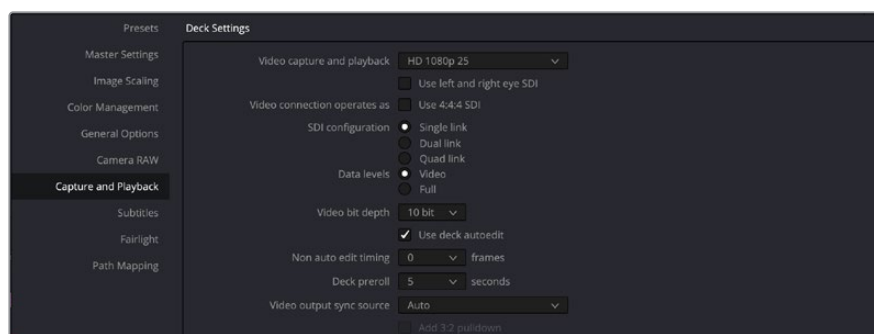 Presets
Master Settings
Image Scaling
Color Management
General Options
Camera RAW
Capture and Playback
Subtitles
Fairlight
Path Mapping
Deck Settings
Video capture and playback HD 1080p 25
Use left and right eye SDI
Video connection operates as Use 4:4:4 SDI
SDI configuration Single link
Dual link
Quad link
Data levels Video
Full
Video bit depth 10 bit
Use deck autoedit
Non auto edit timing 0 frames
Deck preroll 5 seconds
Video output sync source Auto
Add 3:2 pulldown